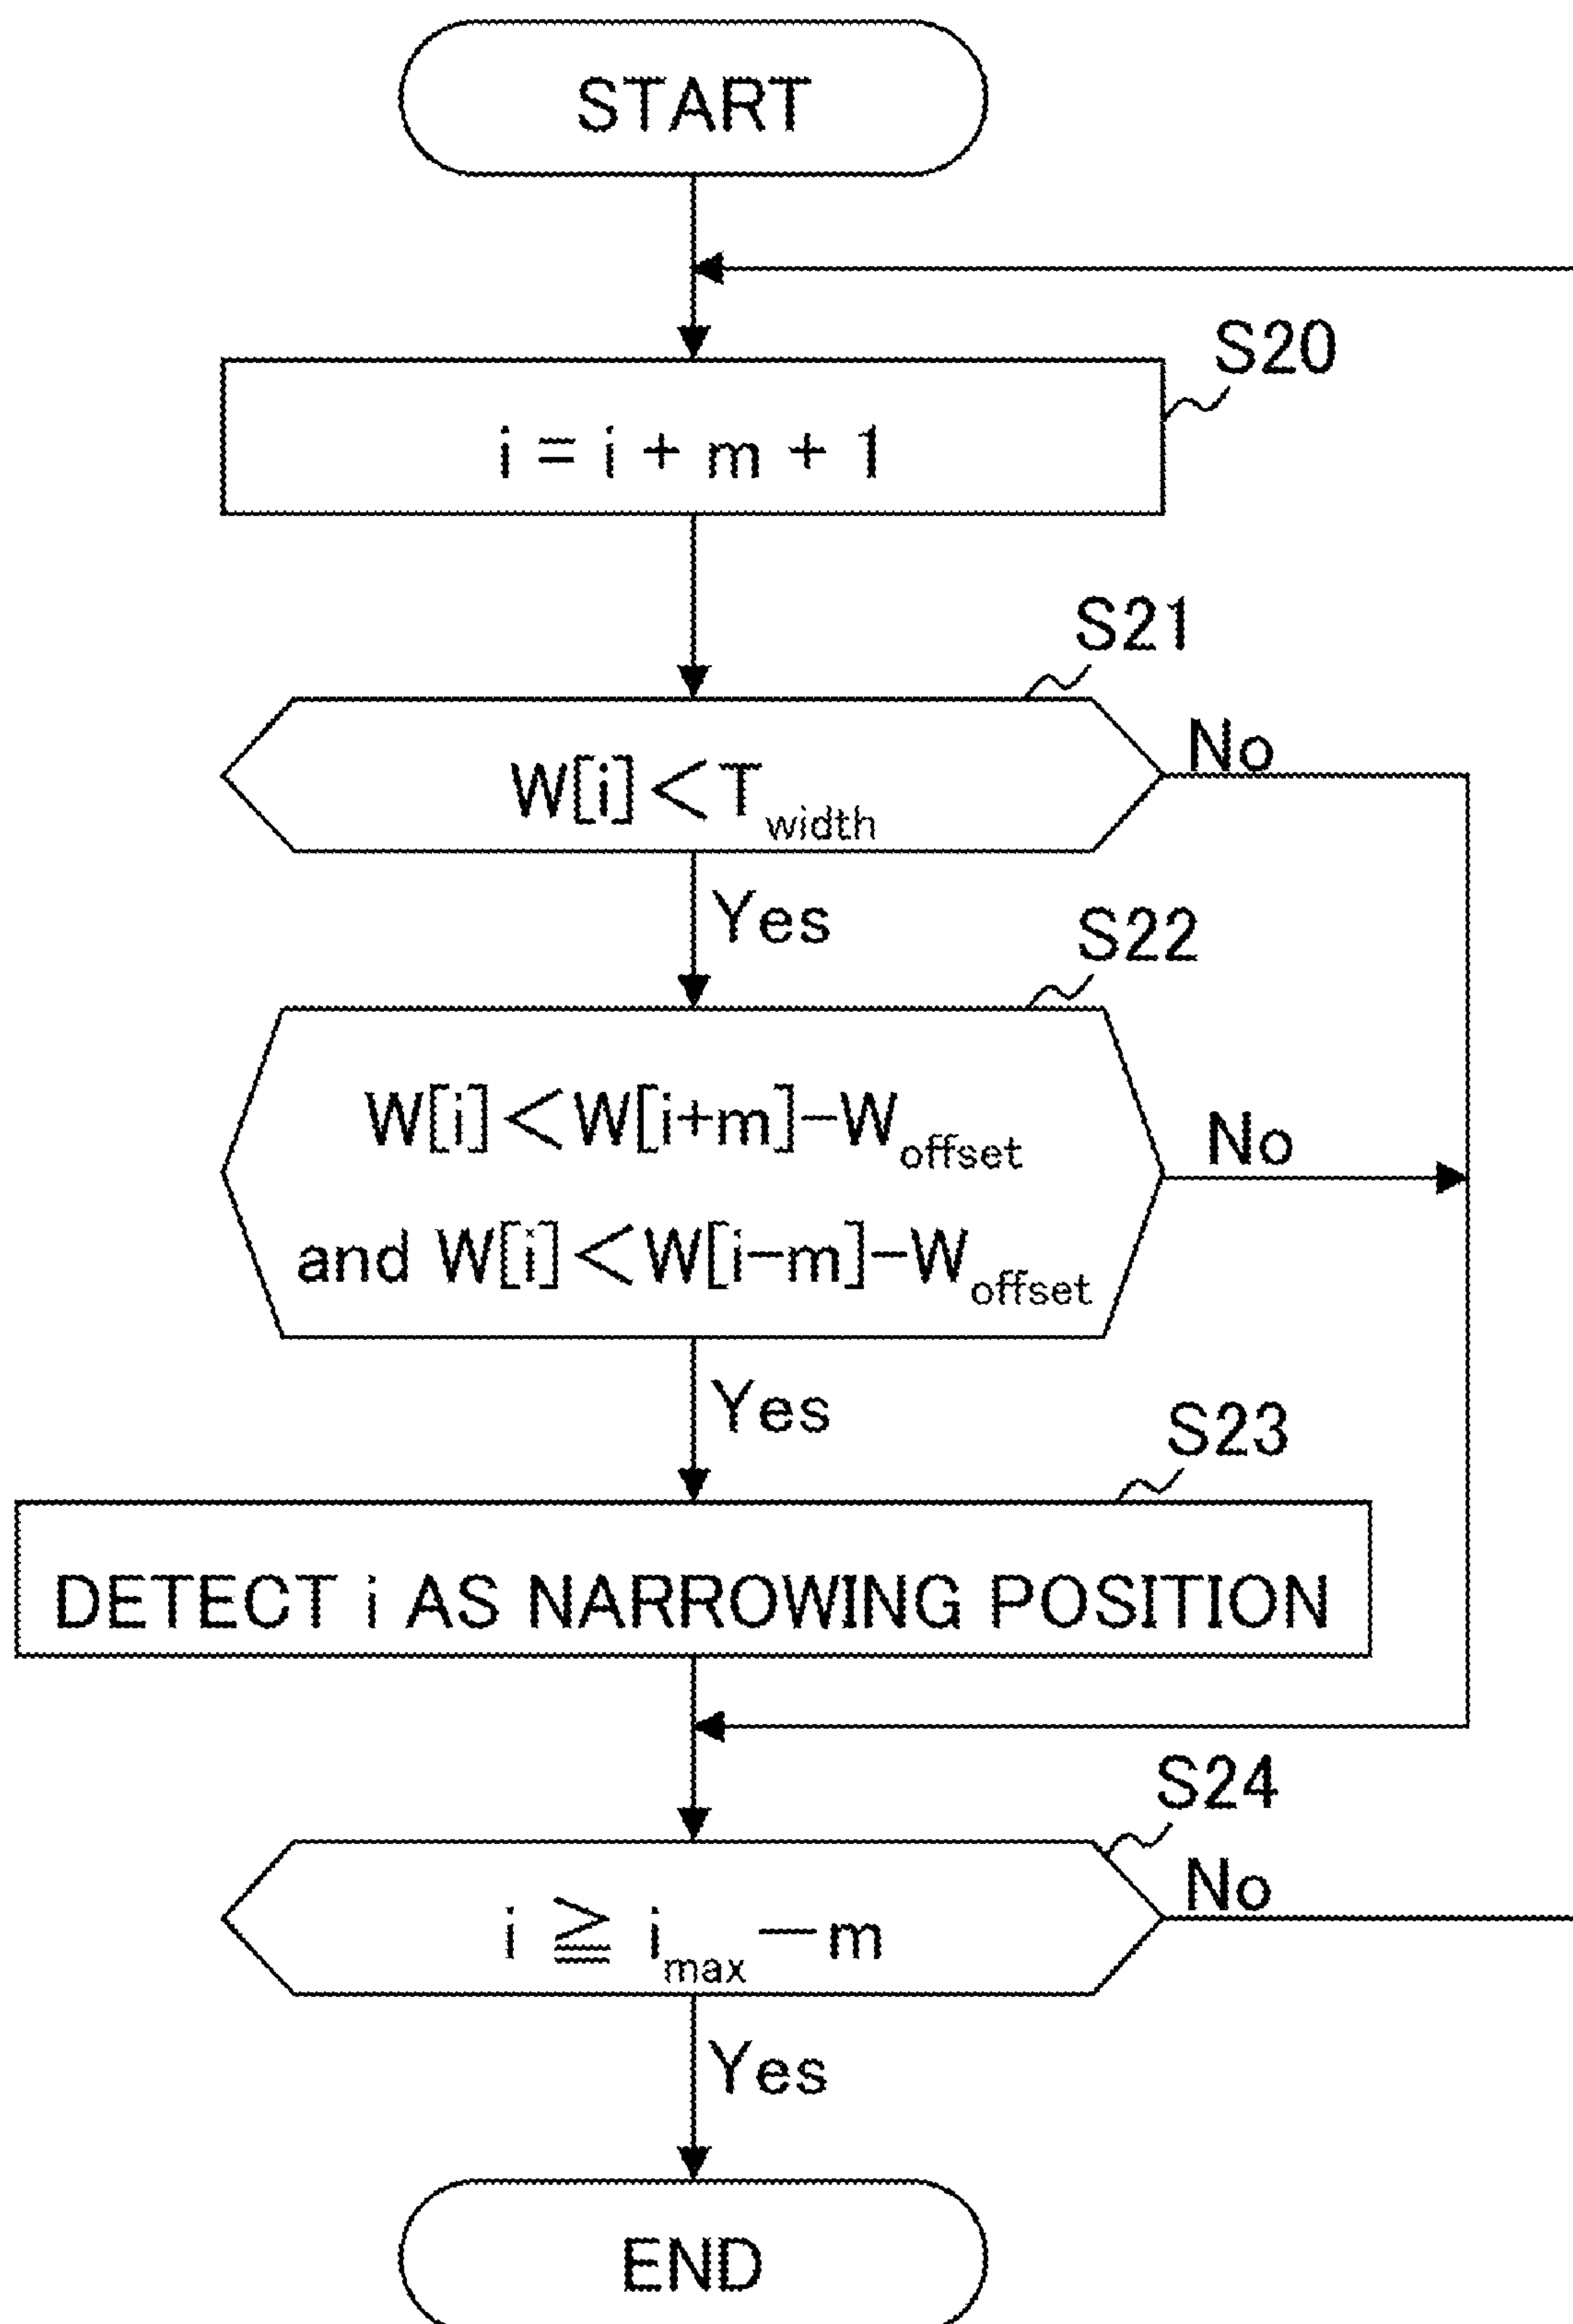 START
S20
i = i + m + 1
S21
W[i]＜T_width
No
Yes
S22
W[i]＜W[i+m]−W_offset
No
and W[i]＜W[i−m]−W_offset
Yes
S23
DETECT i AS NARROWING POSITION
S24
No
i ≧ i_max −m
Yes
END